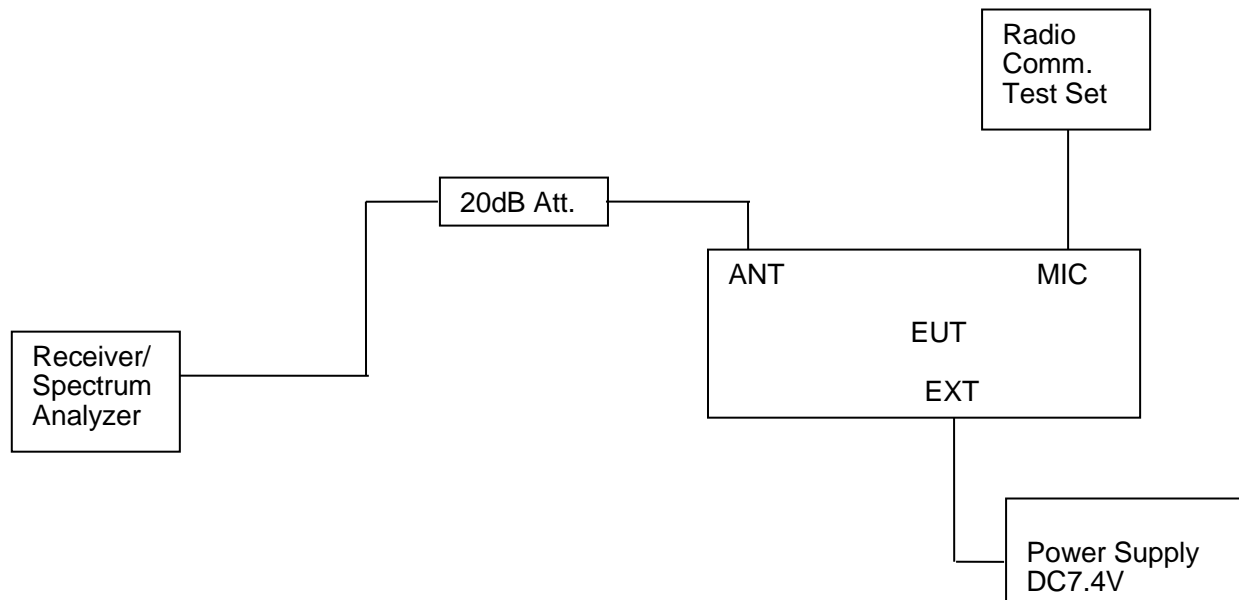 Radio
Comm.
Test Set
20dB Att.
ANT
MIC
EUT
Receiver/
Spectrum
Analyzer
EXT
Power Supply
DC7.4V